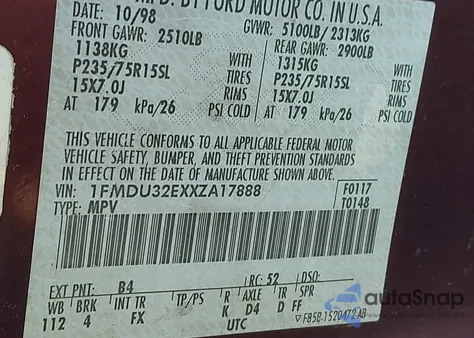 MFD. BY FORD MOTOR CO. IN U.S.A.
DATE: 10/98 GVWR: 5100LB/ 2313KG
FRONT GAWR: 2510LB REAR GAWR: 2900LB
1138KG WITH 1315KG WITH
P235/75R15SL TIRES P235/75R15SL TIRES
15X7.0J RIMS 15X7.0J RIMS
AT 179 kPa/26 PSI COLD AT 179 kPa/26 PSI COLD
THIS VEHICLE CONFORMS TO ALL APPLICABLE FEDERAL MOTOR
VEHICLE SAFETY, BUMPER, AND THEFT PREVENTION STANDARDS
IN EFFECT ON THE DATE OF MANUFACTURE SHOWN ABOVE.
VIN: 1FMDU32EXXZA17888 F0117
TYPE: MPV T0148
EXT PNT: B4 RC: 52 DSO:
WB BRK INT TR TP/PS R AXLE TR SPR
112 4 FX K D4 D FF
UTC ▽F85B-1520472-AB
autoSnap